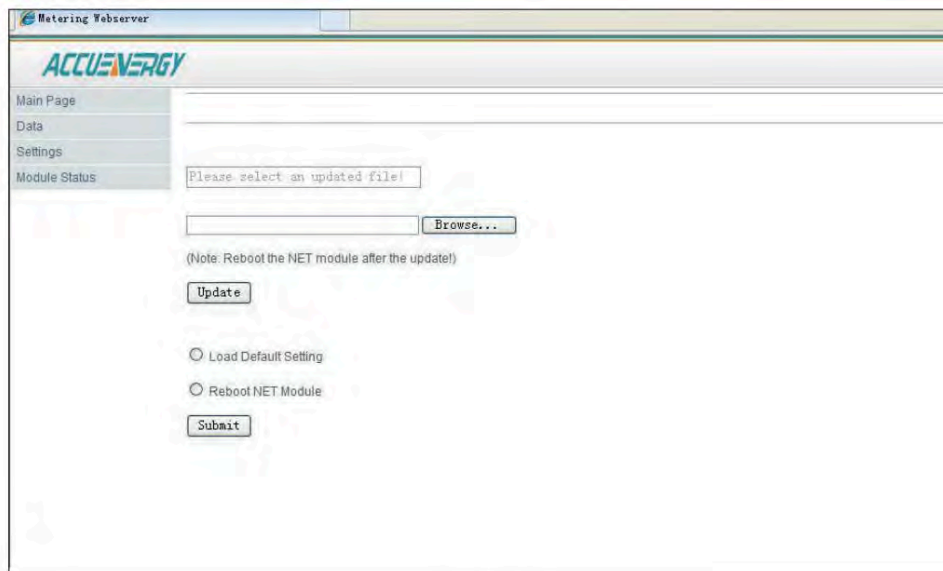 Metering Webserver
ACCUENERGY
Main Page
Data
Settings
Module Status
Please select an updated file!
Browse...
(Note: Reboot the NET module after the update!)
Update
Load Default Setting
Reboot NET Module
Submit